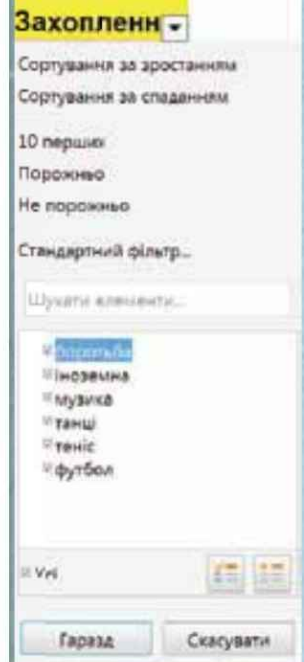 Захопленн
Сортування за зростанням
Сортування за спаданням
10 перших
Порожньо
Не порожньо
Стандартний фільтр...
Шукати елементи...
боротьба
іноземна
музика
танці
теніс
футбол
Усі
Гаразд
Скасувати